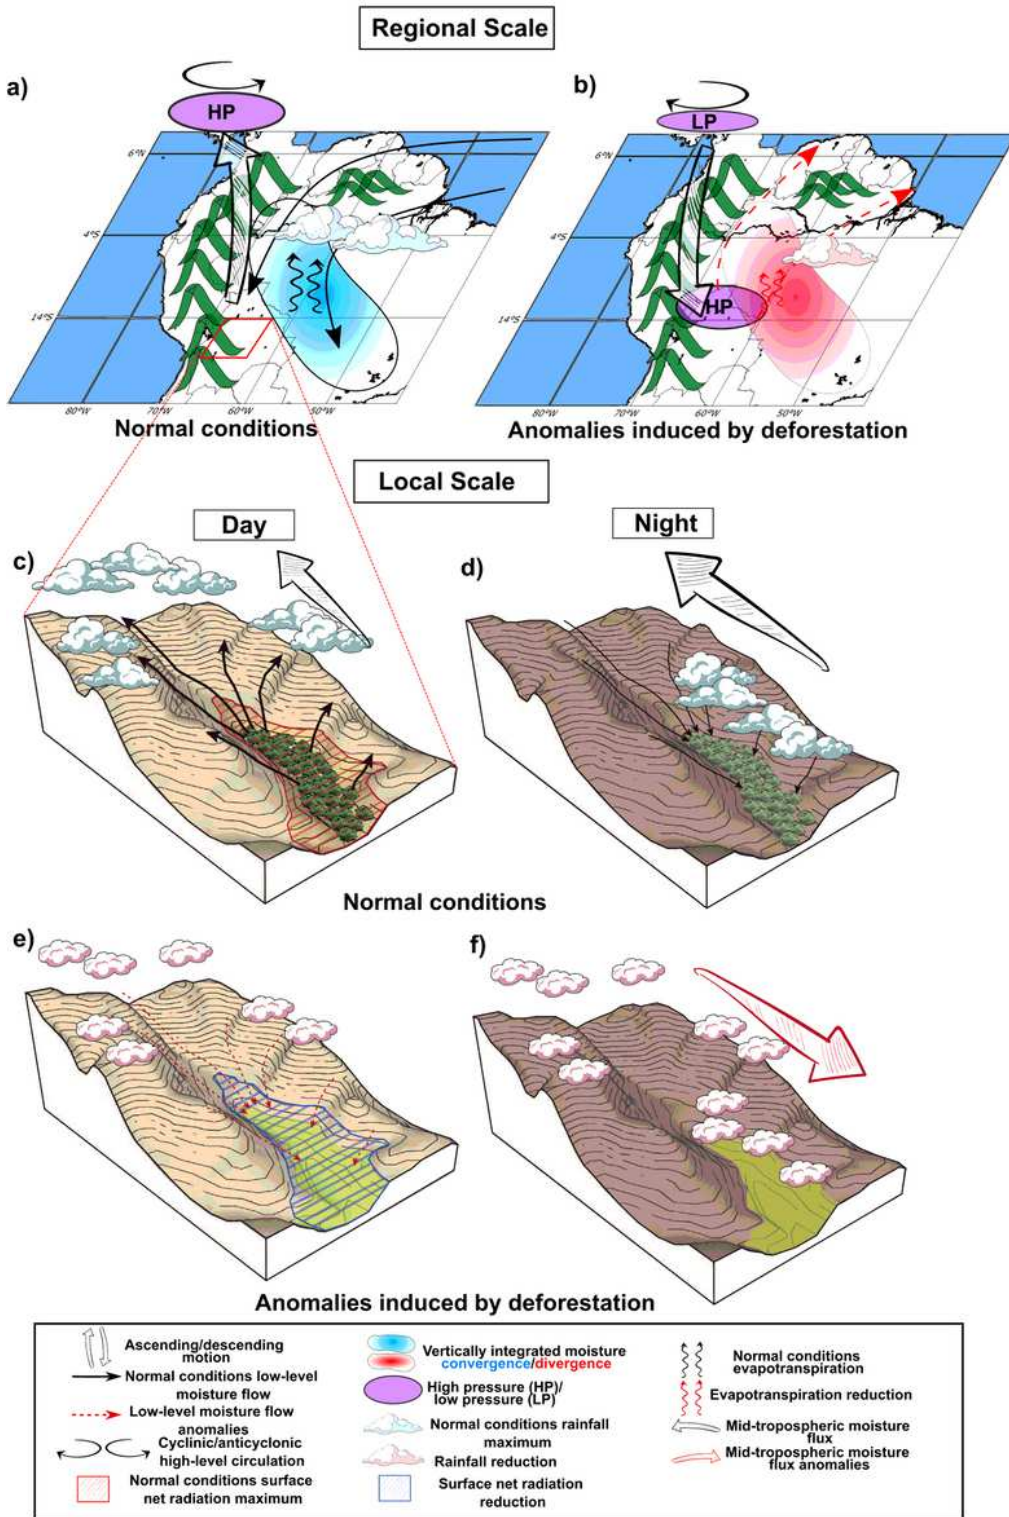 Regional Scale
a)
b)
HP
LP
6°N
6°N
4°S
4°S
HP
14°S
14°S
80°W
70°W
60°W
50°W
80°W
70°W
60°W
50°W
Normal conditions
Anomalies induced by deforestation
Local Scale
Day
Night
c)
d)
Normal conditions
e)
f)
Anomalies induced by deforestation
Ascending/descending
motion
Normal conditions low-level
moisture flow
Low-level moisture flow
anomalies
Cyclinic/anticyclonic
high-level circulation
Normal conditions surface
net radiation maximum
Vertically integrated moisture
convergence/divergence
High pressure (HP)/
low pressure (LP)
Normal conditions rainfall
maximum
Rainfall reduction
Surface net radiation
reduction
Normal conditions
evapotranspiration
Evapotranspiration reduction
Mid-tropospheric moisture
flux
Mid-tropospheric moisture
flux anomalies